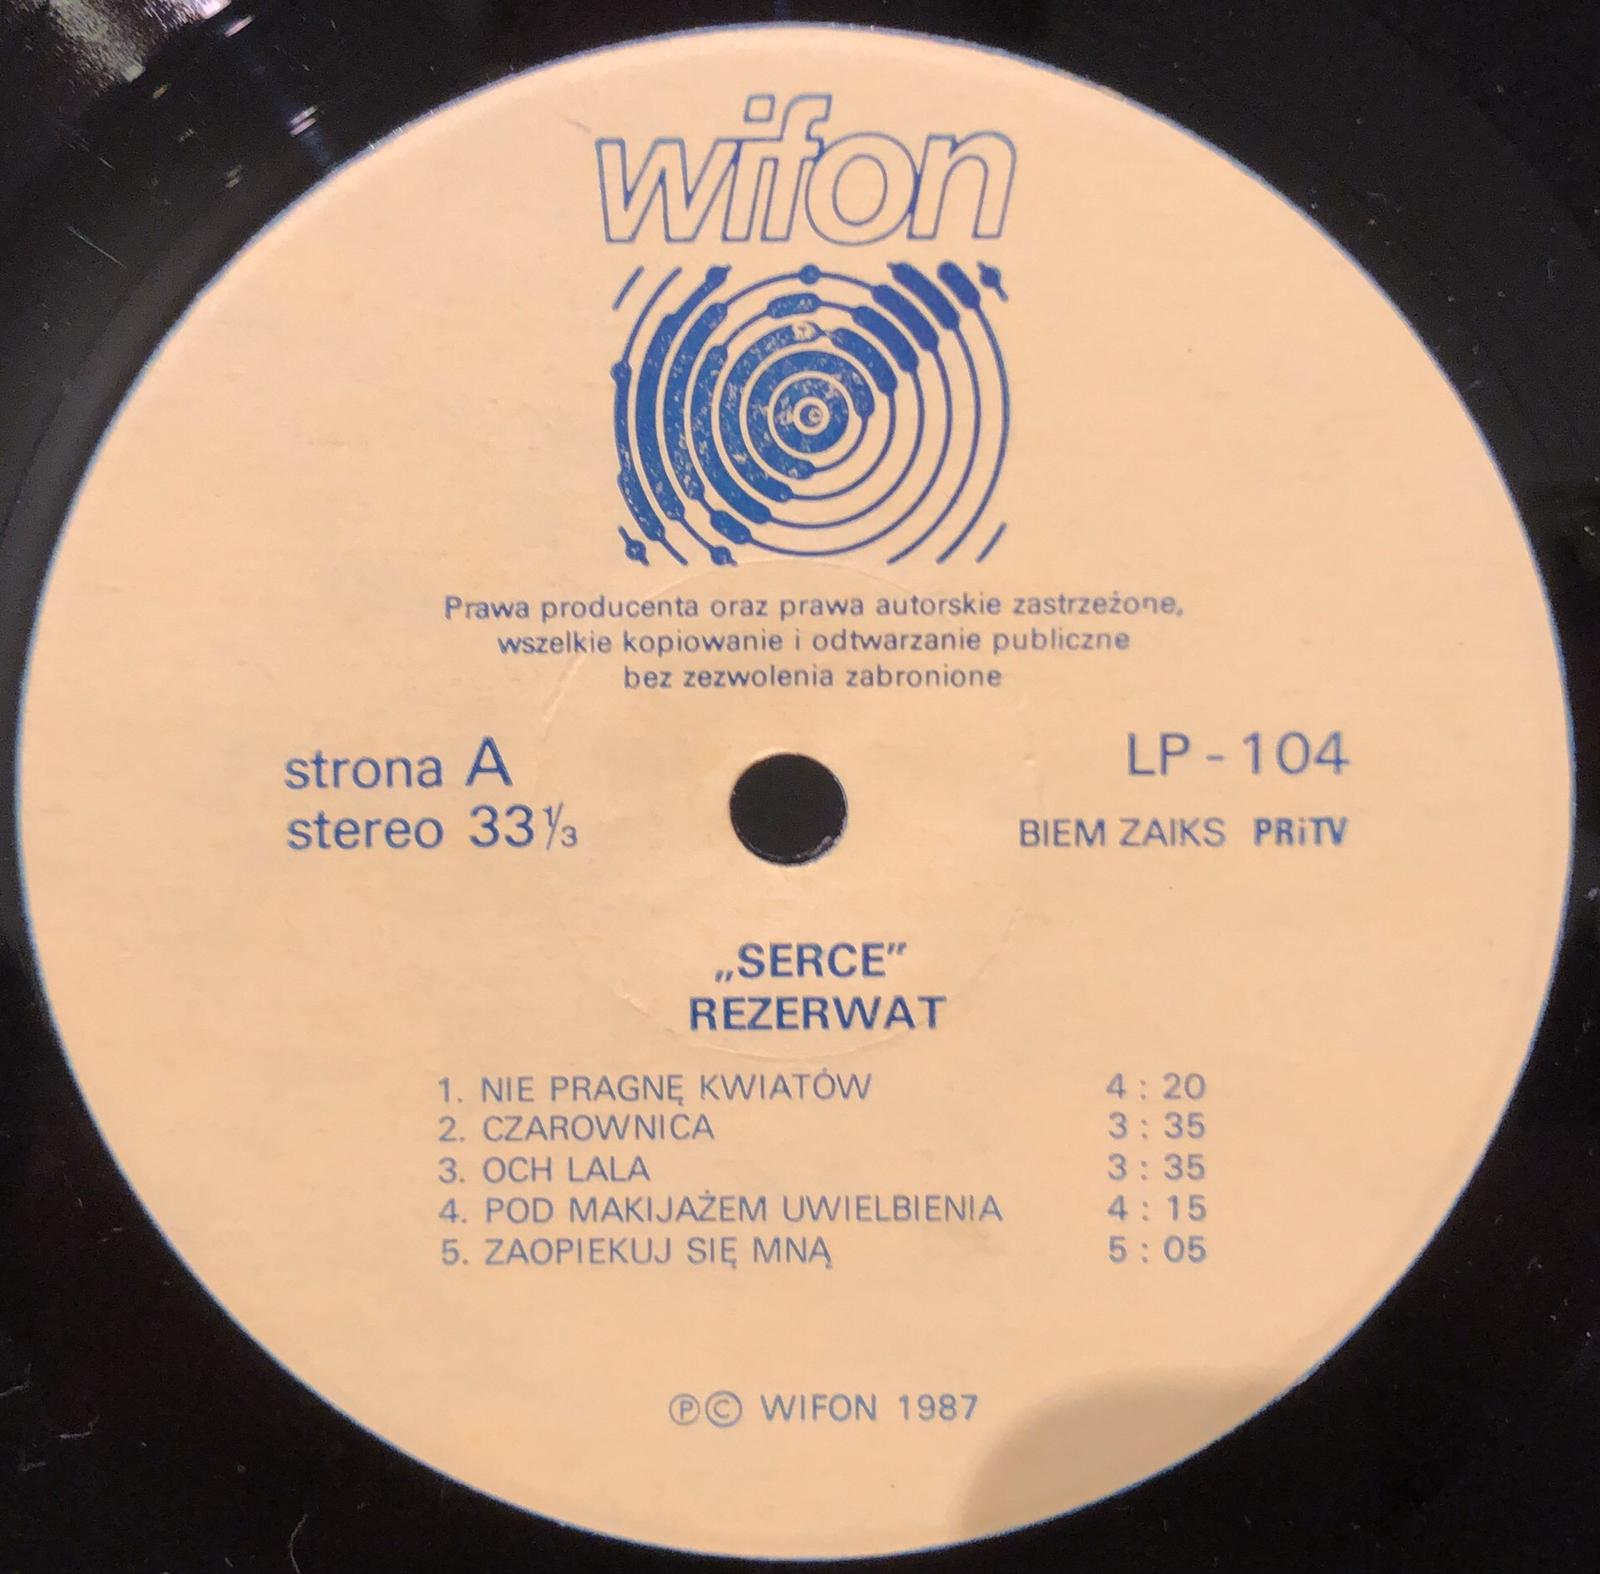 wifon
Prawa producenta oraz prawa autorskie zastrzeżone,
wszelkie kopiowanie i odtwarzanie publiczne
bez zezwolenia zabronione
strona A
stereo 33 1/3
LP - 104
BIEM ZAIKS PRiTV
„SERCE”
REZERWAT
1. NIE PRAGNĘ KWIATÓW 4 : 20
2. CZAROWNICA 3 : 35
3. OCH LALA 3 : 35
4. POD MAKIJAŻEM UWIELBIENIA 4 : 15
5. ZAOPIEKUJ SIĘ MNĄ 5 : 05
Ⓟ© WIFON 1987